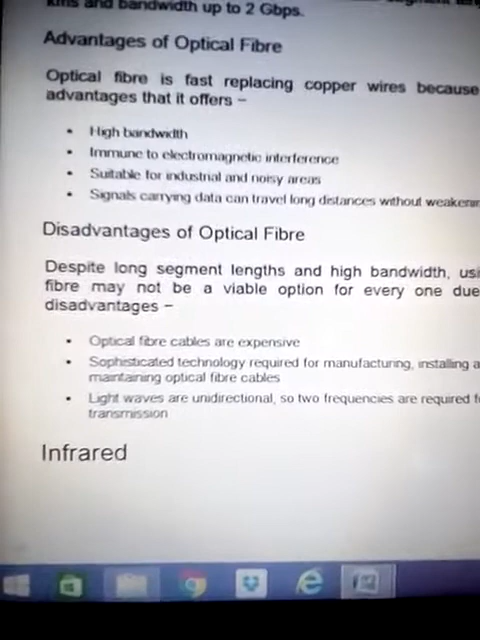 kms and bandwidth up to 2 Gbps.
Advantages of Optical Fibre
Optical fibre is fast replacing copper wires because
advantages that it offers –
• High bandwidth
• Immune to electromagnetic interference
• Suitable for industrial and noisy areas
• Signals carrying data can travel long distances without weakenin
Disadvantages of Optical Fibre
Despite long segment lengths and high bandwidth, usi
fibre may not be a viable option for every one due
disadvantages –
• Optical fibre cables are expensive
• Sophisticated technology required for manufacturing, installing a
maintaining optical fibre cables
• Light waves are unidirectional, so two frequencies are required f
transmission
Infrared